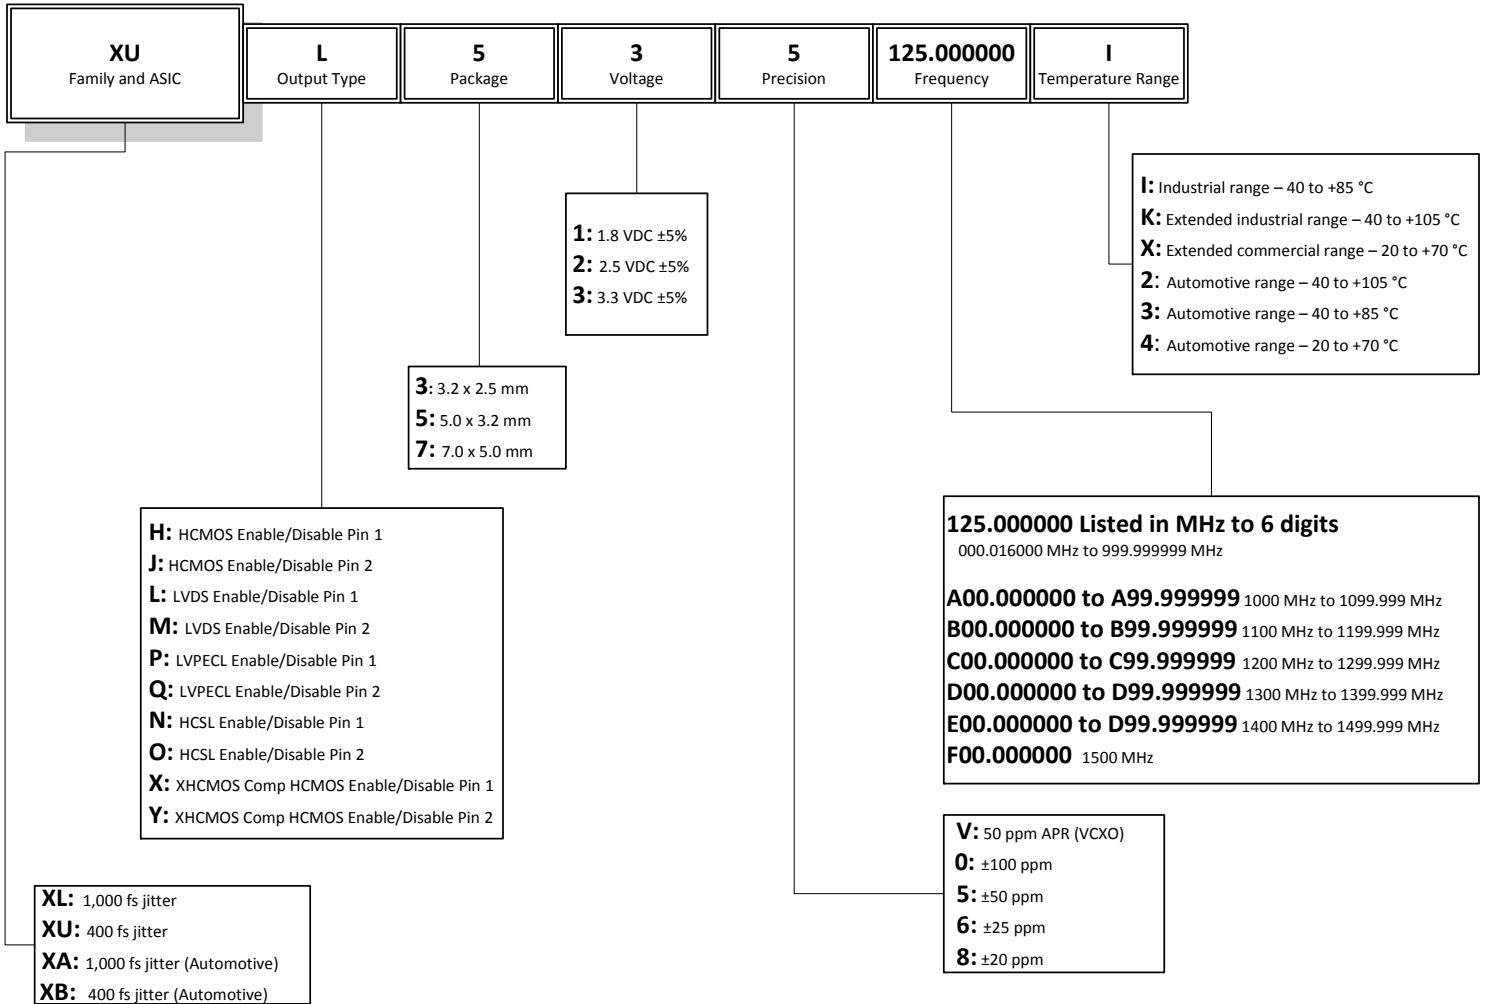 XU
Family and ASIC
L
Output Type
5
Package
3
Voltage
5
Precision
125.000000
Frequency
I
Temperature Range
I: Industrial range – 40 to +85 °C
K: Extended industrial range – 40 to +105 °C
X: Extended commercial range – 20 to +70 °C
2: Automotive range – 40 to +105 °C
3: Automotive range – 40 to +85 °C
4: Automotive range – 20 to +70 °C
1: 1.8 VDC ±5%
2: 2.5 VDC ±5%
3: 3.3 VDC ±5%
3: 3.2 x 2.5 mm
5: 5.0 x 3.2 mm
7: 7.0 x 5.0 mm
H: HCMOS Enable/Disable Pin 1
J: HCMOS Enable/Disable Pin 2
L: LVDS Enable/Disable Pin 1
M: LVDS Enable/Disable Pin 2
P: LVPECL Enable/Disable Pin 1
Q: LVPECL Enable/Disable Pin 2
N: HCSL Enable/Disable Pin 1
O: HCSL Enable/Disable Pin 2
X: XHCMOS Comp HCMOS Enable/Disable Pin 1
Y: XHCMOS Comp HCMOS Enable/Disable Pin 2
125.000000 Listed in MHz to 6 digits
000.016000 MHz to 999.999999 MHz
A00.000000 to A99.999999 1000 MHz to 1099.999 MHz
B00.000000 to B99.999999 1100 MHz to 1199.999 MHz
C00.000000 to C99.999999 1200 MHz to 1299.999 MHz
D00.000000 to D99.999999 1300 MHz to 1399.999 MHz
E00.000000 to D99.999999 1400 MHz to 1499.999 MHz
F00.000000 1500 MHz
V: 50 ppm APR (VCXO)
0: ±100 ppm
5: ±50 ppm
6: ±25 ppm
8: ±20 ppm
XL: 1,000 fs jitter
XU: 400 fs jitter
XA: 1,000 fs jitter (Automotive)
XB: 400 fs jitter (Automotive)